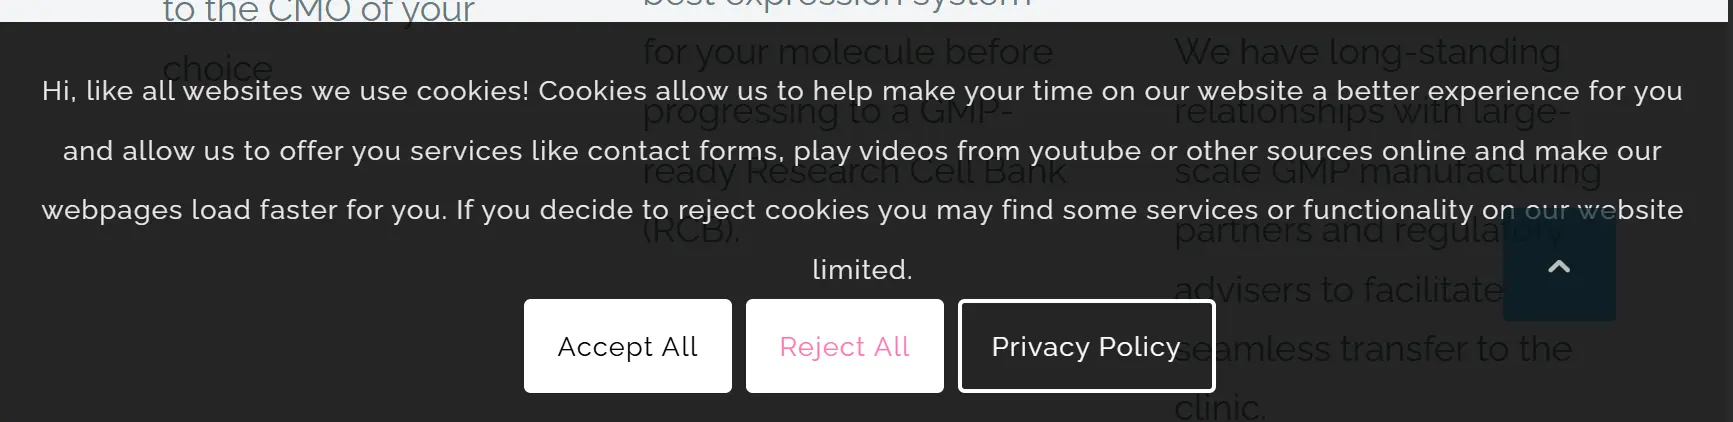 to the CMO of your
choice
best expression system
for your molecule before
progressing to a GMP-
ready Research Cell Bank
(RCB).
We have long-standing
relationships with large-
scale GMP manufacturing
partners and regulatory
advisers to facilitate
seamless transfer to the
clinic.
Hi, like all websites we use cookies! Cookies allow us to help make your time on our website a better experience for you
and allow us to offer you services like contact forms, play videos from youtube or other sources online and make our
webpages load faster for you. If you decide to reject cookies you may find some services or functionality on our website
limited.
Accept All
Reject All
Privacy Policy